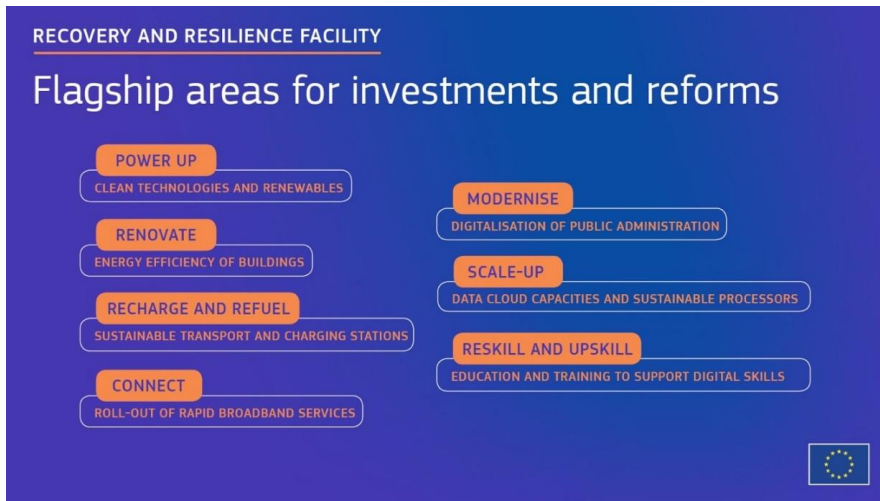 RECOVERY AND RESILIENCE FACILITY
Flagship areas for investments and reforms
POWER UP
CLEAN TECHNOLOGIES AND RENEWABLES
RENOVATE
ENERGY EFFICIENCY OF BUILDINGS
RECHARGE AND REFUEL
SUSTAINABLE TRANSPORT AND CHARGING STATIONS
CONNECT
ROLL-OUT OF RAPID BROADBAND SERVICES
MODERNISE
DIGITALISATION OF PUBLIC ADMINISTRATION
SCALE-UP
DATA CLOUD CAPACITIES AND SUSTAINABLE PROCESSORS
RESKILL AND UPSKILL
EDUCATION AND TRAINING TO SUPPORT DIGITAL SKILLS